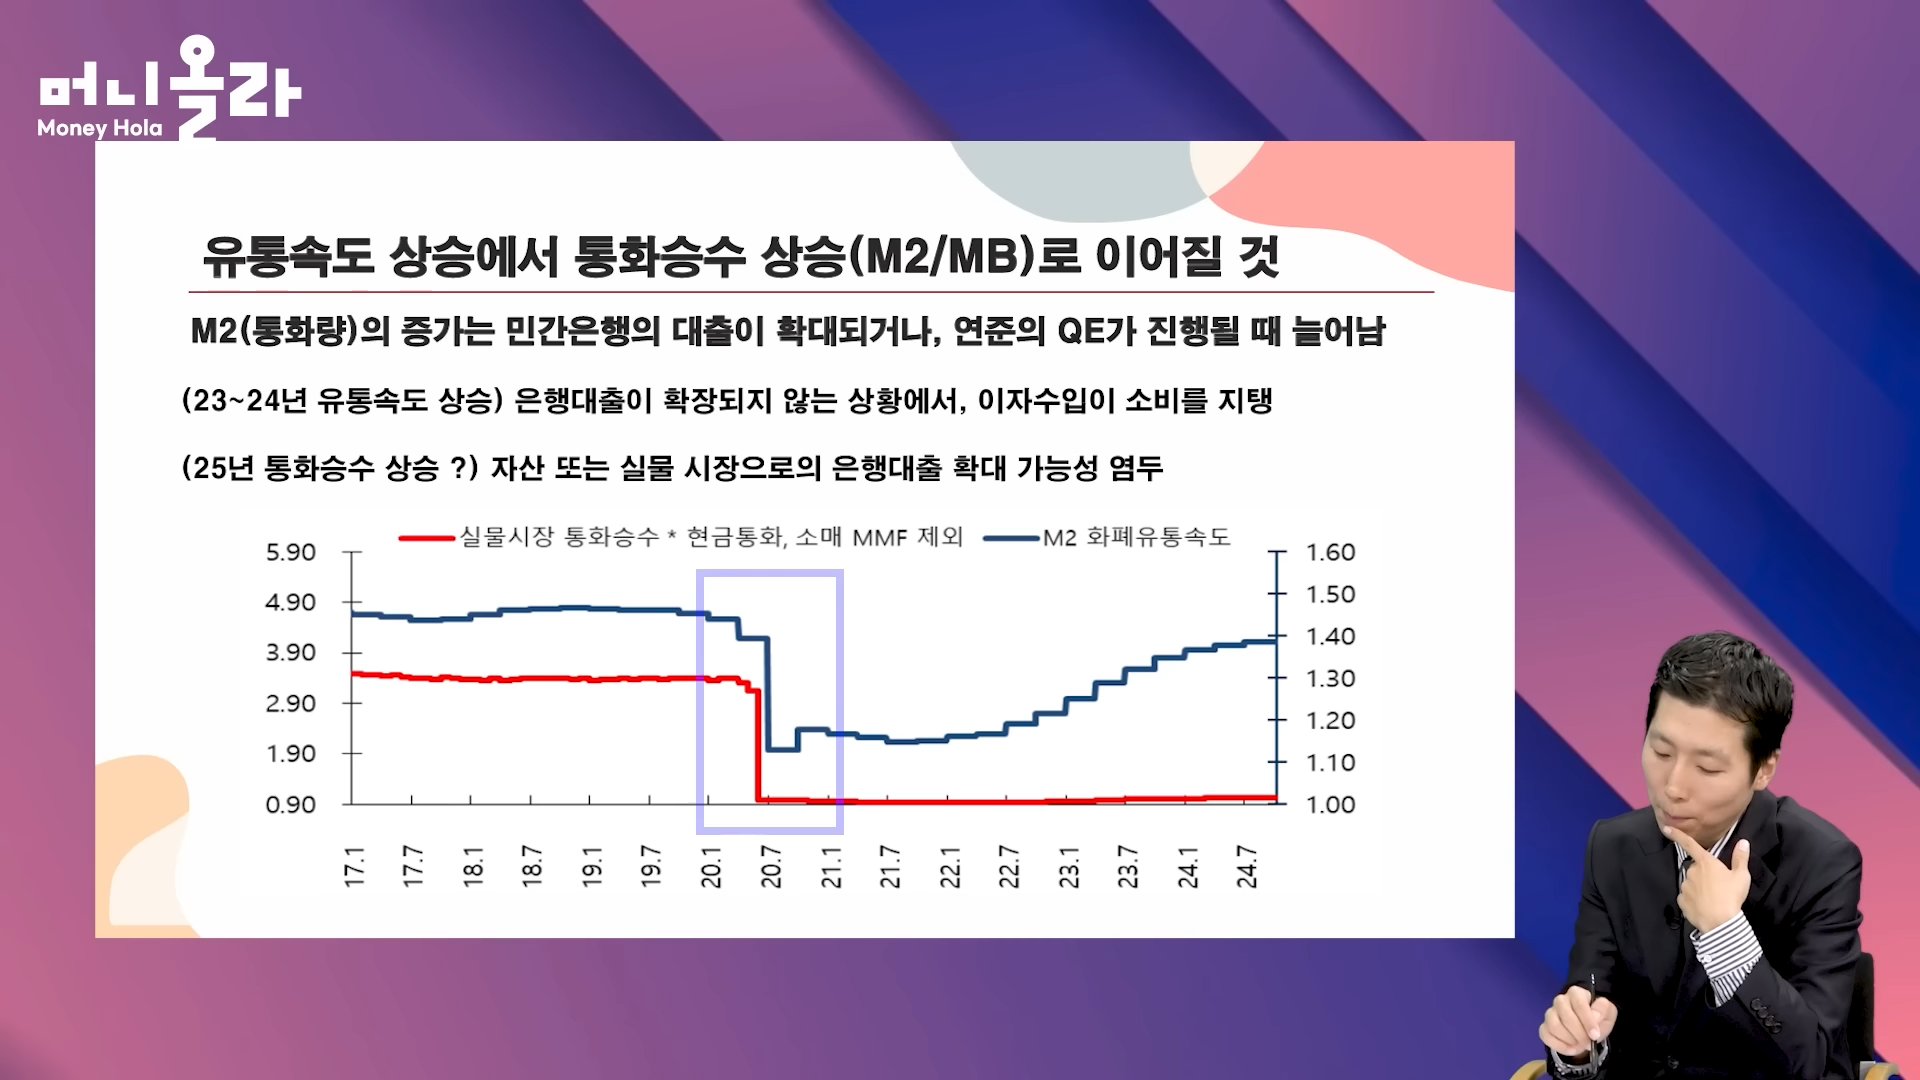 머니올라
Money Hola
유통속도 상승에서 통화승수 상승(M2/MB)로 이어질 것
M2(통화량)의 증가는 민간은행의 대출이 확대되거나, 연준의 QE가 진행될 때 늘어남
(23~24년 유통속도 상승) 은행대출이 확장되지 않는 상황에서, 이자수입이 소비를 지탱
(25년 통화승수 상승 ?) 자산 또는 실물 시장으로의 은행대출 확대 가능성 염두
실물시장 통화승수 * 현금통화, 소매 MMF 제외 M2 화폐유통속도
5.90 1.60
1.50
4.90
1.40
3.90
1.30
2.90
1.20
1.90
1.10
0.90 1.00
17.1 17.7 18.1 18.7 19.1 19.7 20.1 20.7 21.1 21.7 22.1 22.7 23.1 23.7 24.1 24.7